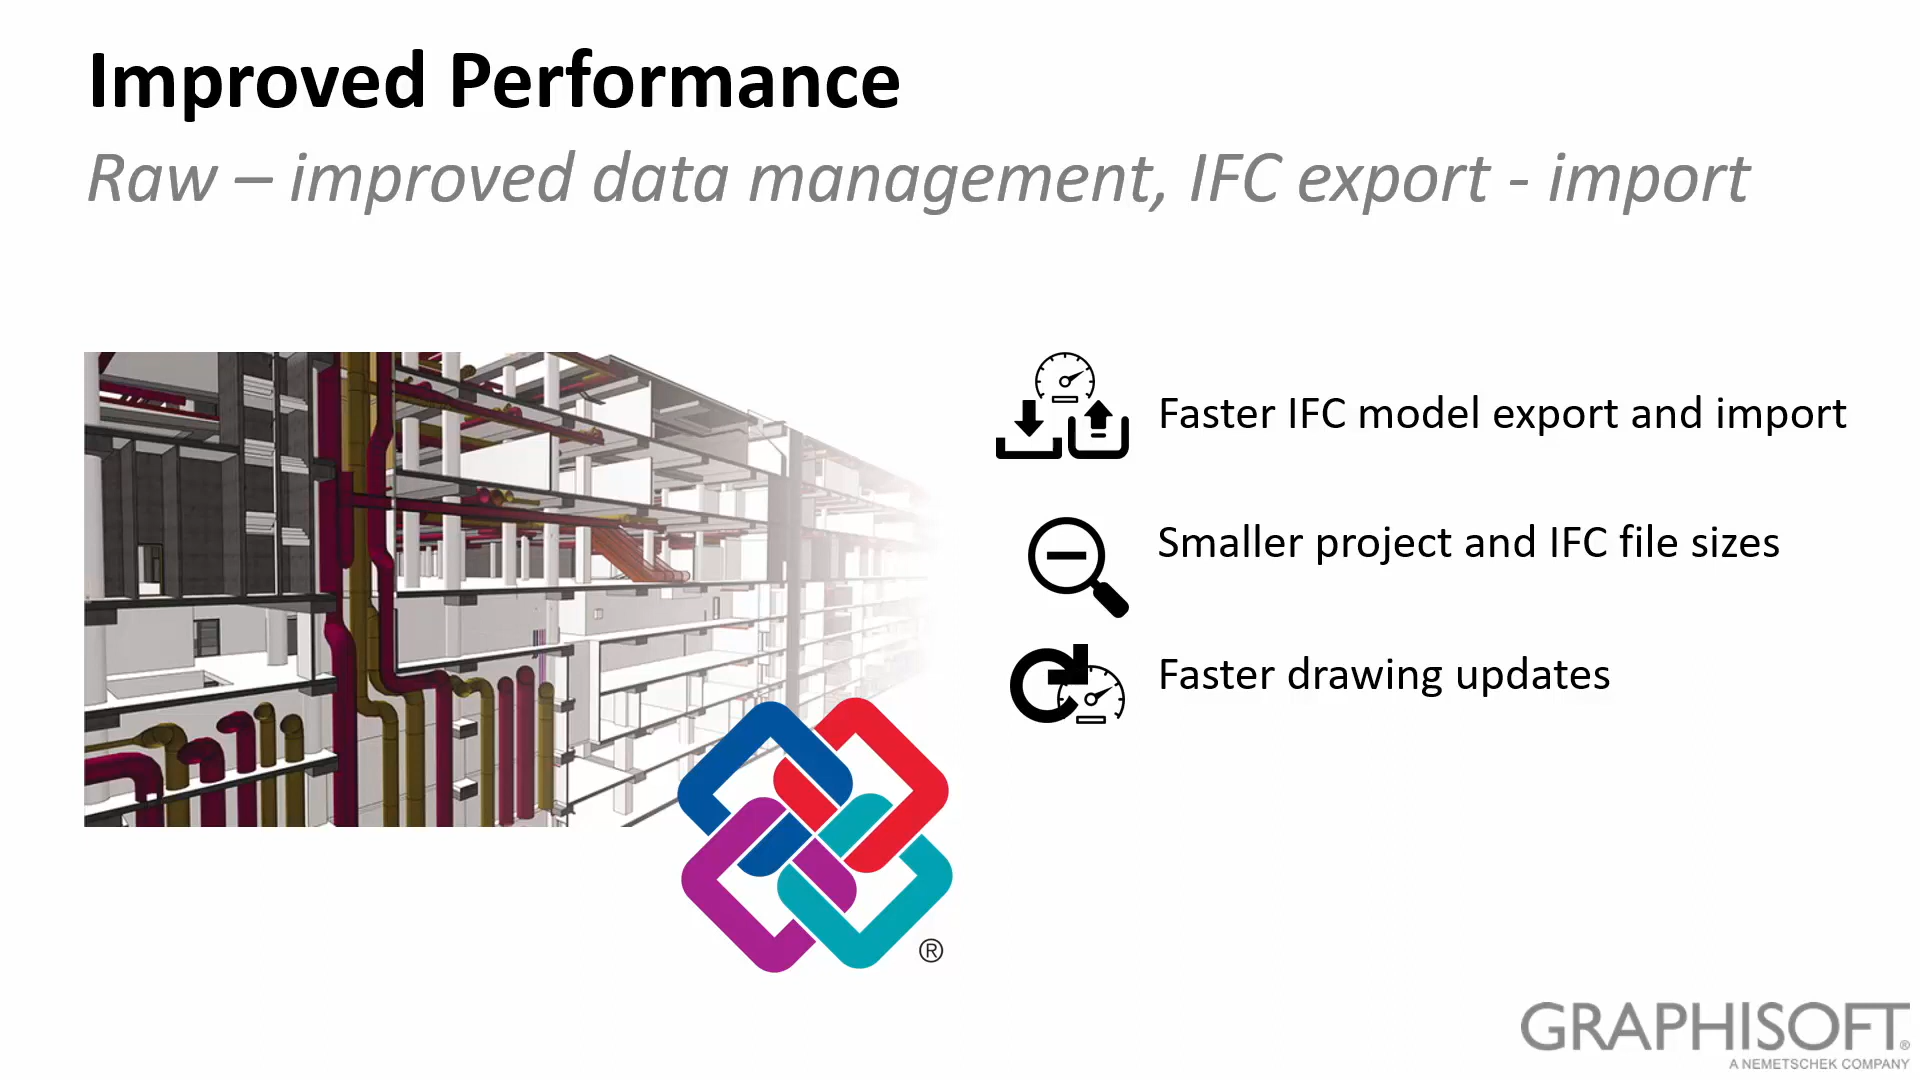 Improved Performance
Raw – improved data management, IFC export - import
Faster IFC model export and import
Smaller project and IFC file sizes
Faster drawing updates
®
GRAPHISOFT®
A NEMETSCHEK COMPANY